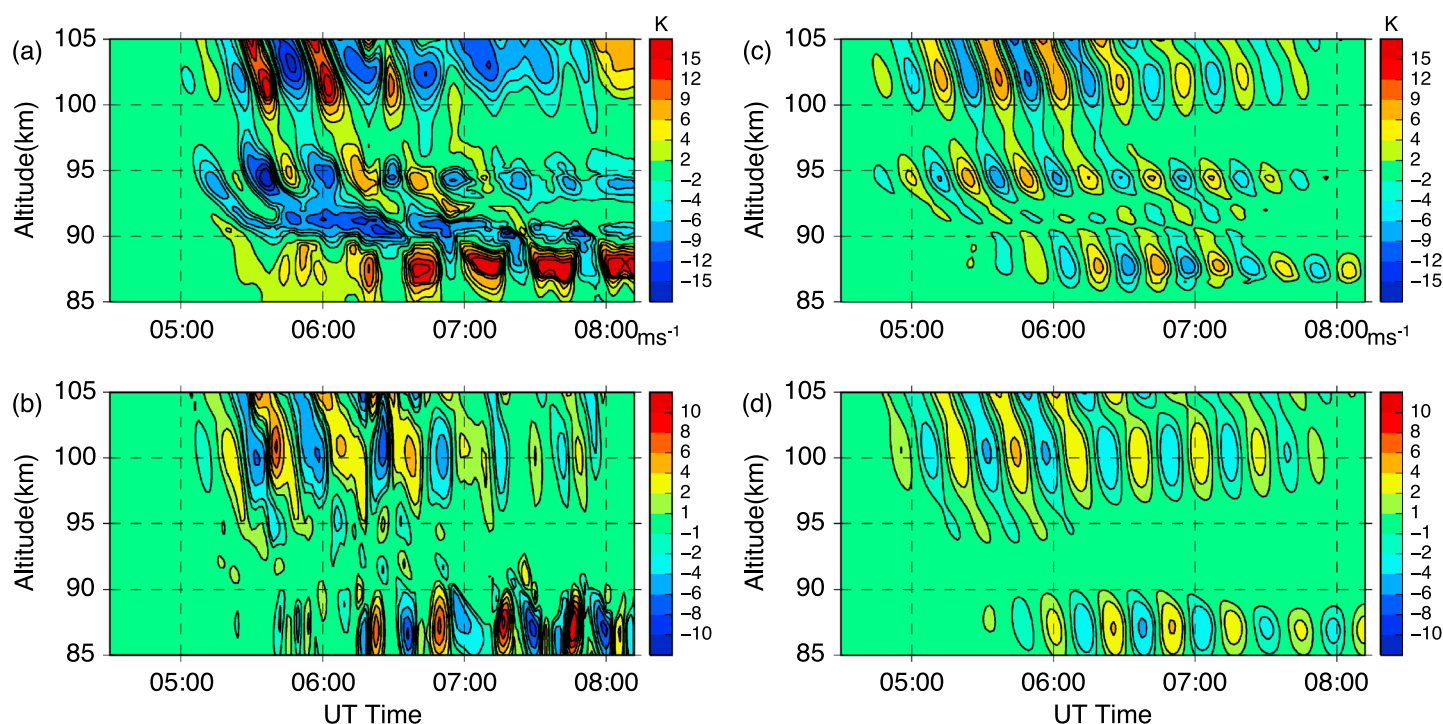 K K
(a) (c)
105 15 105 15
12 12
100 9 100 9
6 6
4 4
95 2 95 2
−2 −2
−4 −4
90 −6 90 −6
−9 −9
−12 −12
85 −15 85 −15
Altitude(km) Altitude(km)
05:00 06:00 07:00 08:00 ms⁻¹ 05:00 06:00 07:00 08:00 ms⁻¹
(b) (d)
105 10 105 10
8 8
6 6
100 4 100 4
2 2
95 1 95 1
−1 −1
−2 −2
90 −4 90 −4
−6 −6
−8 −8
85 −10 85 −10
Altitude(km) Altitude(km)
05:00 06:00 07:00 08:00 05:00 06:00 07:00 08:00
UT Time UT Time